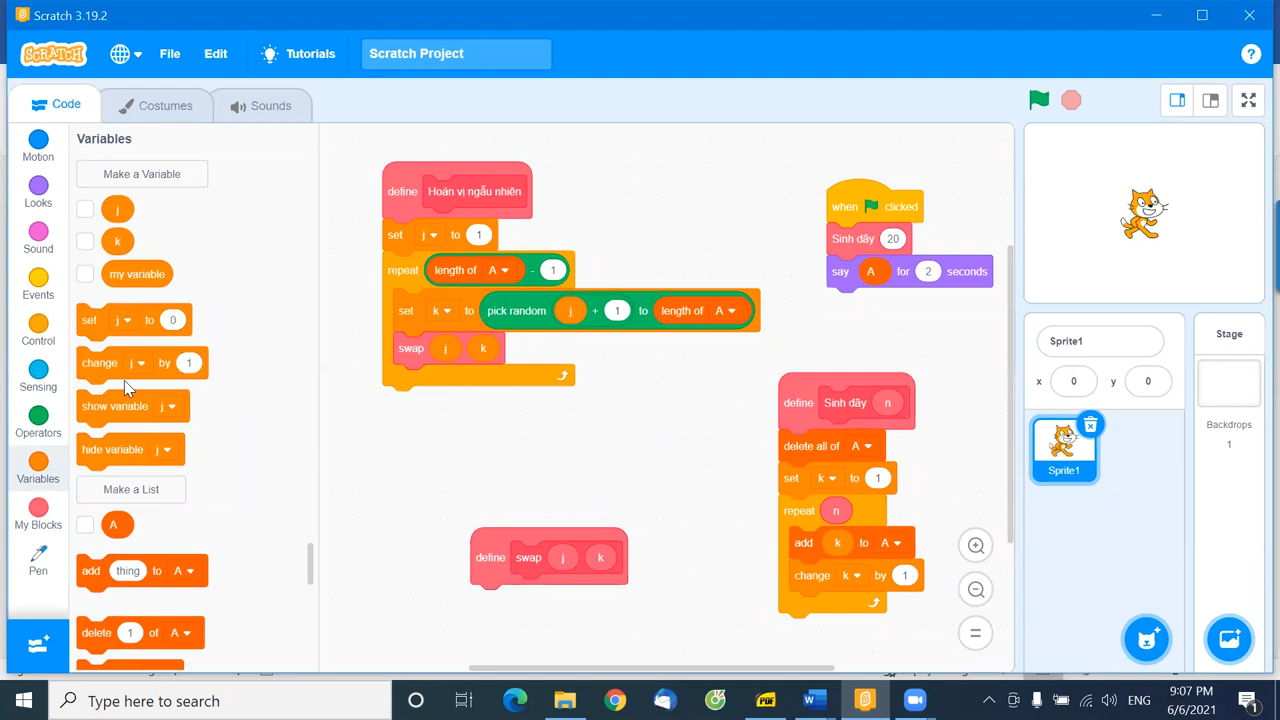 Scratch 3.19.2
SCRATCH
File
Edit
Tutorials
Scratch Project
?
Code
Costumes
Sounds
Motion
Looks
Sound
Events
Control
Sensing
Operators
Variables
My Blocks
Pen
Variables
Make a Variable
j
k
my variable
set j to 0
change j by 1
show variable j
hide variable j
Make a List
A
add thing to A
delete 1 of A
define Hoán vị ngẫu nhiên
set j to 1
repeat length of A - 1
set k to pick random j + 1 to length of A
swap j k
define swap j k
when clicked
Sinh dãy 20
say A for 2 seconds
define Sinh dãy n
delete all of A
set k to 1
repeat n
add k to A
change k by 1
Sprite1
x 0 y 0
Sprite1
Stage
Backdrops
1
Type here to search
PDF
ENG
9:07 PM
6/6/2021
1